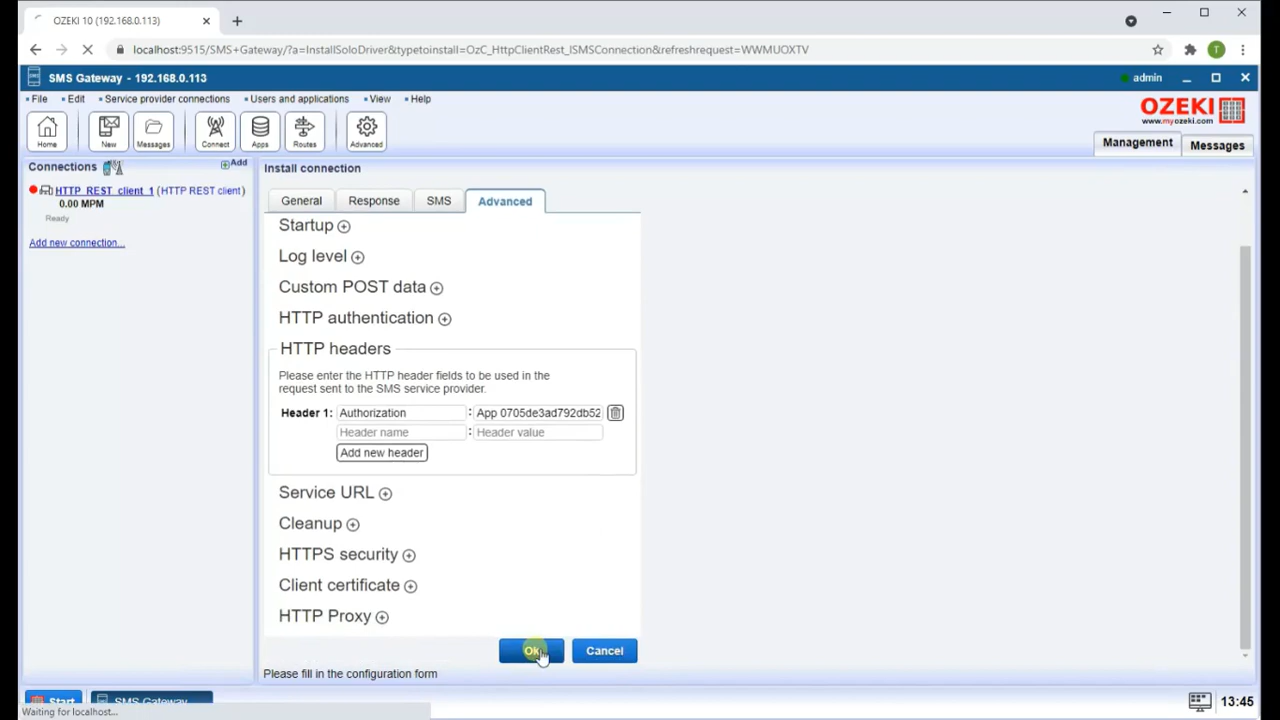 OZEKI 10 (192.168.0.113)
localhost:9515/SMS+Gateway/?a=InstallSoloDriver&typetoinstall=OzC_HttpClientRest_ISMSConnection&refreshrequest=WWMUOXTV
T
SMS Gateway - 192.168.0.113
admin
File Edit Service provider connections Users and applications View Help
OZEKI
www.myozeki.com
Home New Messages Connect Apps Routes Advanced
Management Messages
Connections Add
HTTP_REST_client_1 (HTTP REST client)
0.00 MPM
Ready
Add new connection...
Install connection
General Response SMS Advanced
Startup
Log level
Custom POST data
HTTP authentication
HTTP headers
Please enter the HTTP header fields to be used in the
request sent to the SMS service provider.
Header 1: Authorization : App 0705de3ad792db52
Header name : Header value
Add new header
Service URL
Cleanup
HTTPS security
Client certificate
HTTP Proxy
Ok Cancel
Please fill in the configuration form
Start SMS Gateway 13:45
Waiting for localhost...